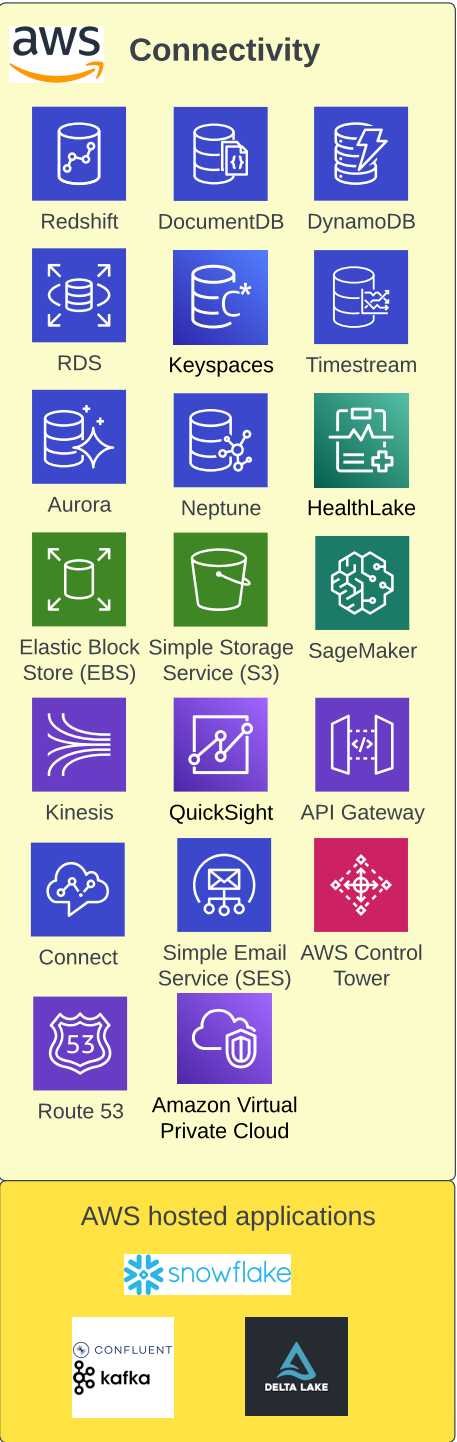 aws
Connectivity
Redshift
DocumentDB
DynamoDB
RDS
C*
Keyspaces
Timestream
Aurora
Neptune
HealthLake
Elastic Block
Store (EBS)
Simple Storage
Service (S3)
SageMaker
Kinesis
QuickSight
</>
API Gateway
Connect
Simple Email
Service (SES)
AWS Control
Tower
53
Route 53
Amazon Virtual
Private Cloud
AWS hosted applications
snowflake
CONFLUENT
kafka
DELTA LAKE